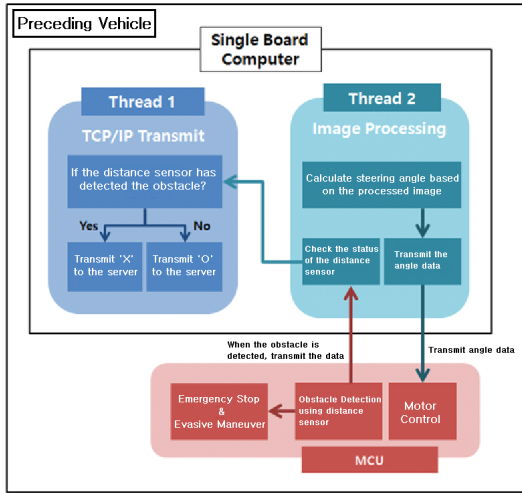 Preceding Vehicle
Single Board
Computer
Thread 1
TCP/IP Transmit
If the distance sensor has
detected the obstacle?
Yes
No
Transmit 'X'
to the server
Transmit 'O'
to the server
Thread 2
Image Processing
Calculate steering angle based
on the processed image
Check the status
of the distance
sensor
Transmit the
angle data
When the obstacle is
detected, transmit the data
Transmit angle data
Emergency Stop
&
Evasive Maneuver
Obstacle Detection
using distance
sensor
Motor
Control
MCU